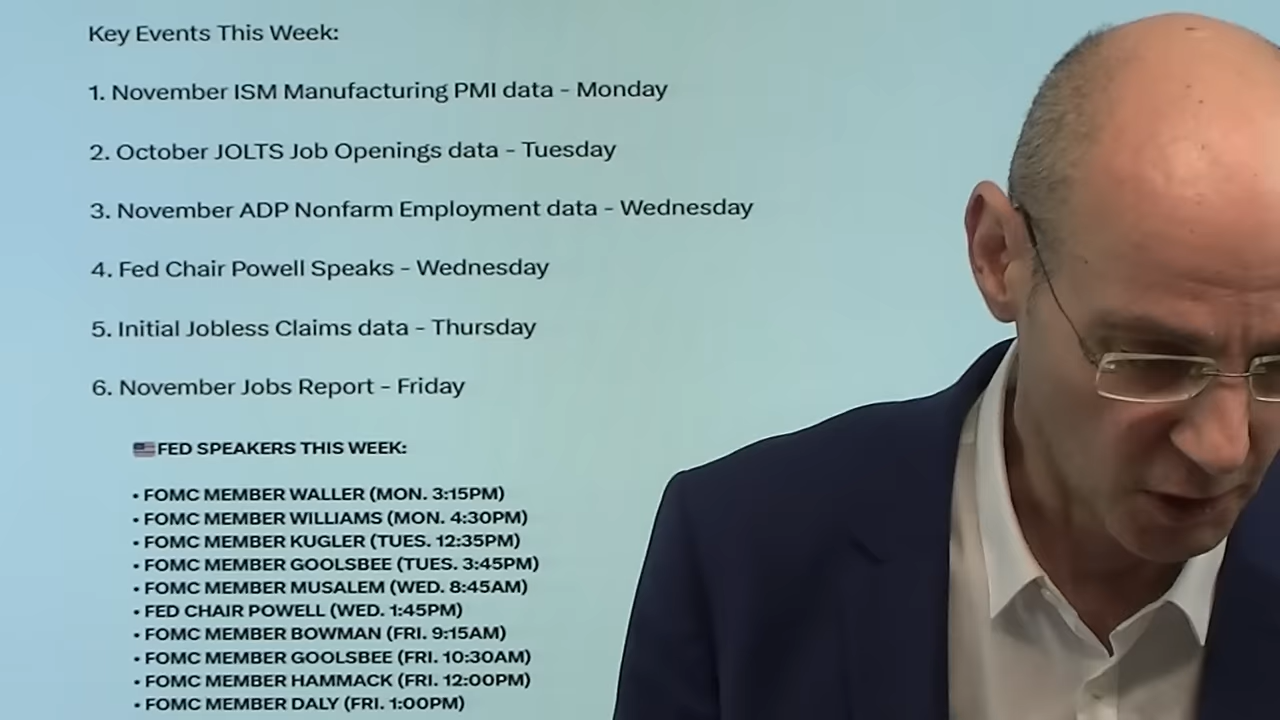 Key Events This Week:
1. November ISM Manufacturing PMI data - Monday
2. October JOLTS Job Openings data - Tuesday
3. November ADP Nonfarm Employment data - Wednesday
4. Fed Chair Powell Speaks - Wednesday
5. Initial Jobless Claims data - Thursday
6. November Jobs Report - Friday
🇺🇸FED SPEAKERS THIS WEEK:
• FOMC MEMBER WALLER (MON. 3:15PM)
• FOMC MEMBER WILLIAMS (MON. 4:30PM)
• FOMC MEMBER KUGLER (TUES. 12:35PM)
• FOMC MEMBER GOOLSBEE (TUES. 3:45PM)
• FOMC MEMBER MUSALEM (WED. 8:45AM)
• FED CHAIR POWELL (WED. 1:45PM)
• FOMC MEMBER BOWMAN (FRI. 9:15AM)
• FOMC MEMBER GOOLSBEE (FRI. 10:30AM)
• FOMC MEMBER HAMMACK (FRI. 12:00PM)
• FOMC MEMBER DALY (FRI. 1:00PM)